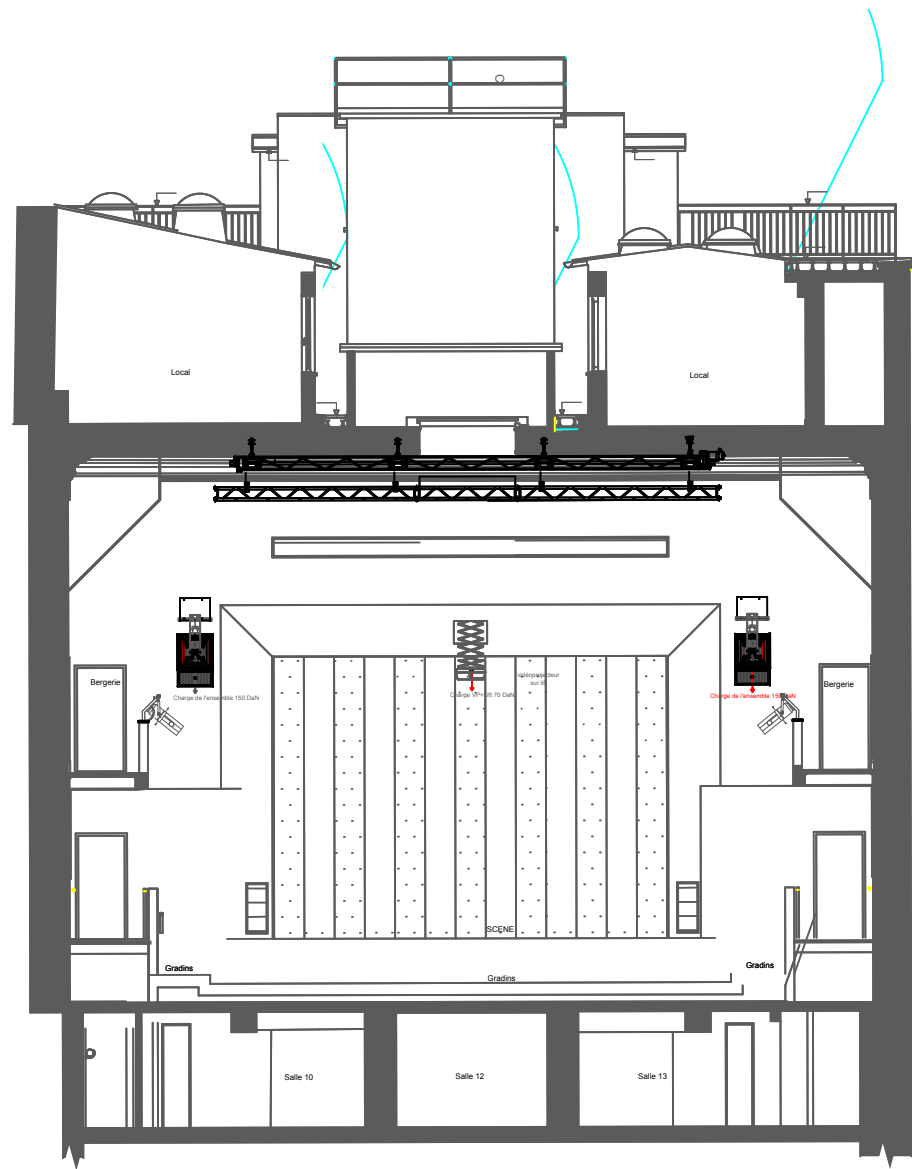 Local
Local
Bergerie
Bergerie
vidéoprojecteur
sur lift
Charge de l'ensemble 150 DaN
Charge VP+Lift 70 DaN
Charge de l'ensemble 150 DaN
SCENE
Gradins
Gradins
Gradins
Salle 10
Salle 12
Salle 13